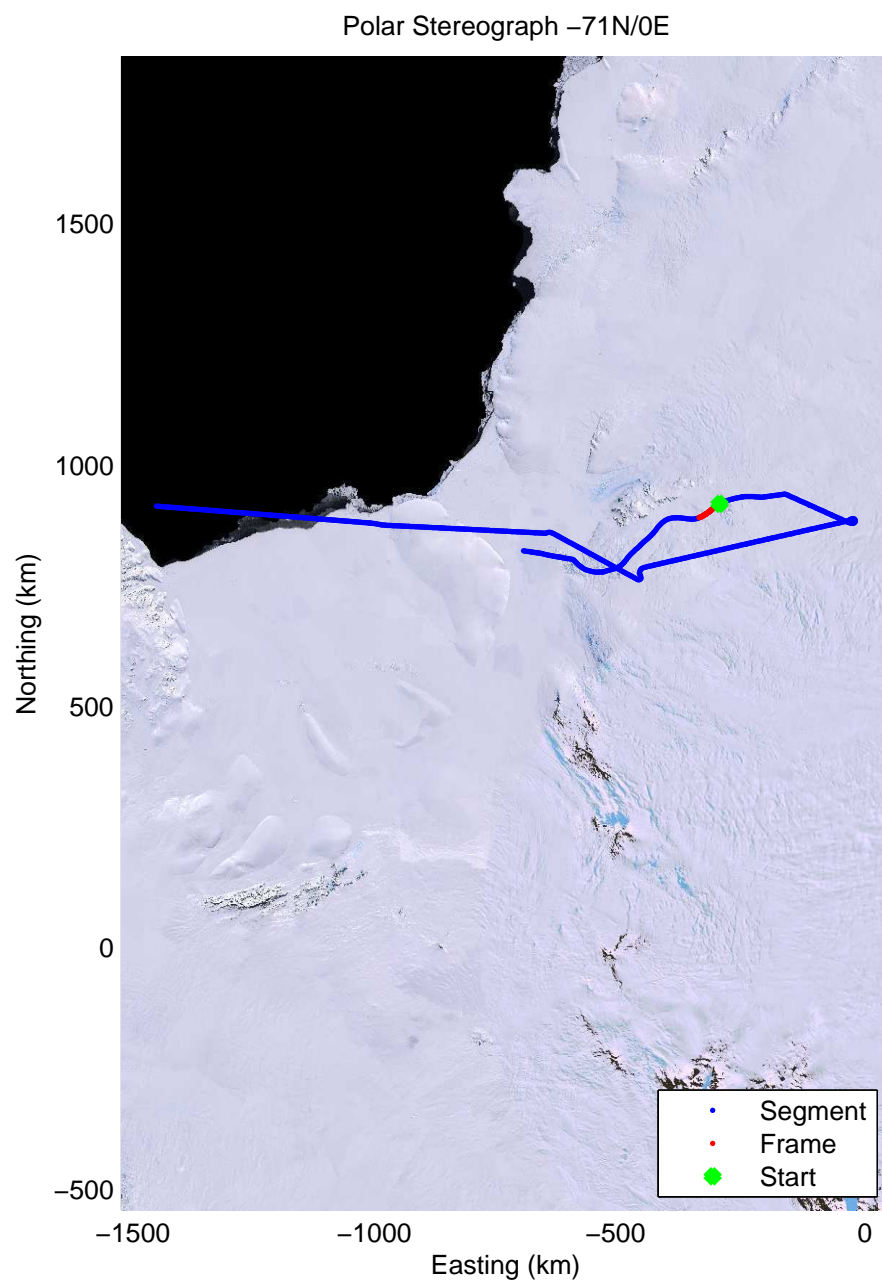 Polar Stereograph −71N/0E
1500
1000
500
0
−500
Northing (km)
−1500
−1000
−500
0
Easting (km)
Segment
Frame
Start